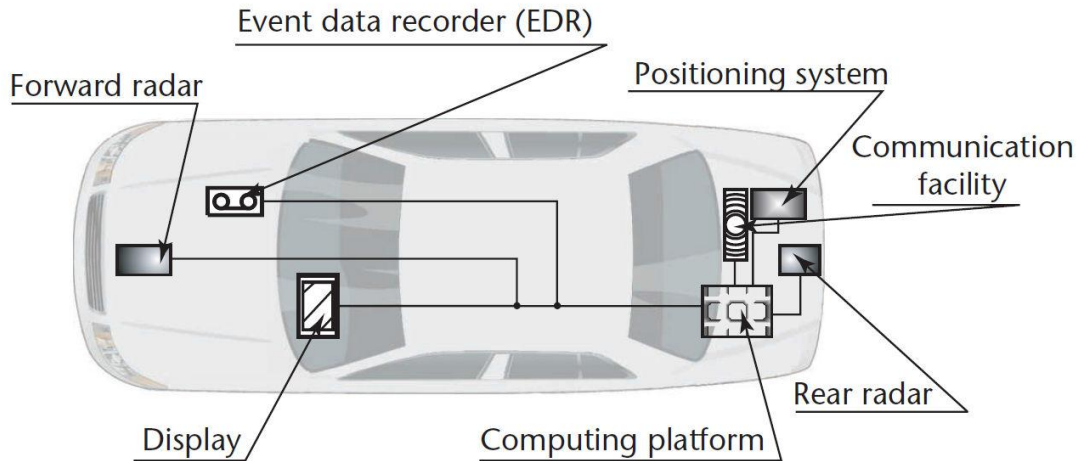 Event data recorder (EDR)
Forward radar
Positioning system
Communication
facility
Rear radar
Display
Computing platform